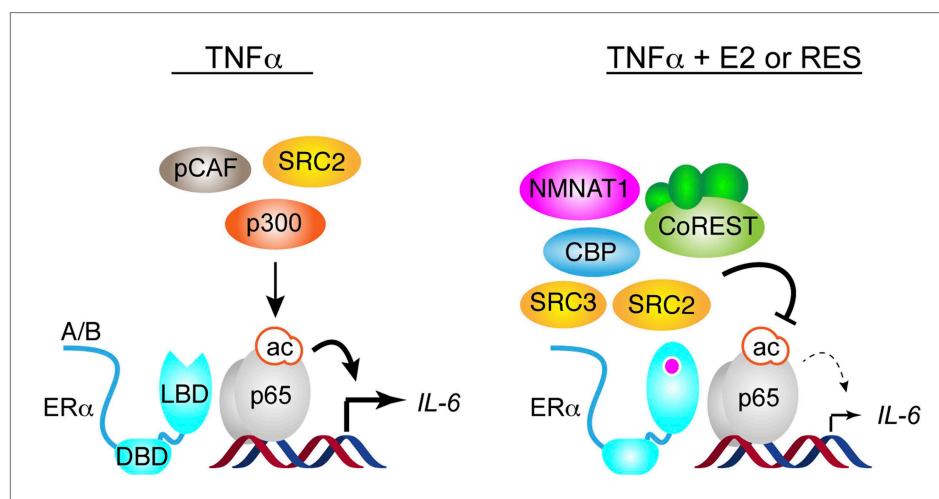 TNFα
pCAF
SRC2
p300
A/B
ac
LBD
p65
ERα
IL-6
DBD
TNFα + E2 or RES
NMNAT1
CoREST
CBP
SRC3
SRC2
ac
ERα
p65
IL-6